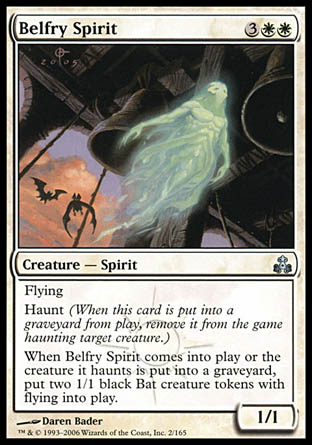 Belfry Spirit 3
2005
Creature — Spirit
Flying
Haunt (When this card is put into a
graveyard from play, remove it from the game
haunting target creature.)
When Belfry Spirit comes into play or the
creature it haunts is put into a graveyard,
put two 1/1 black Bat creature tokens with
flying into play.
Daren Bader
™ & © 1993–2006 Wizards of the Coast, Inc. 2/165
1/1